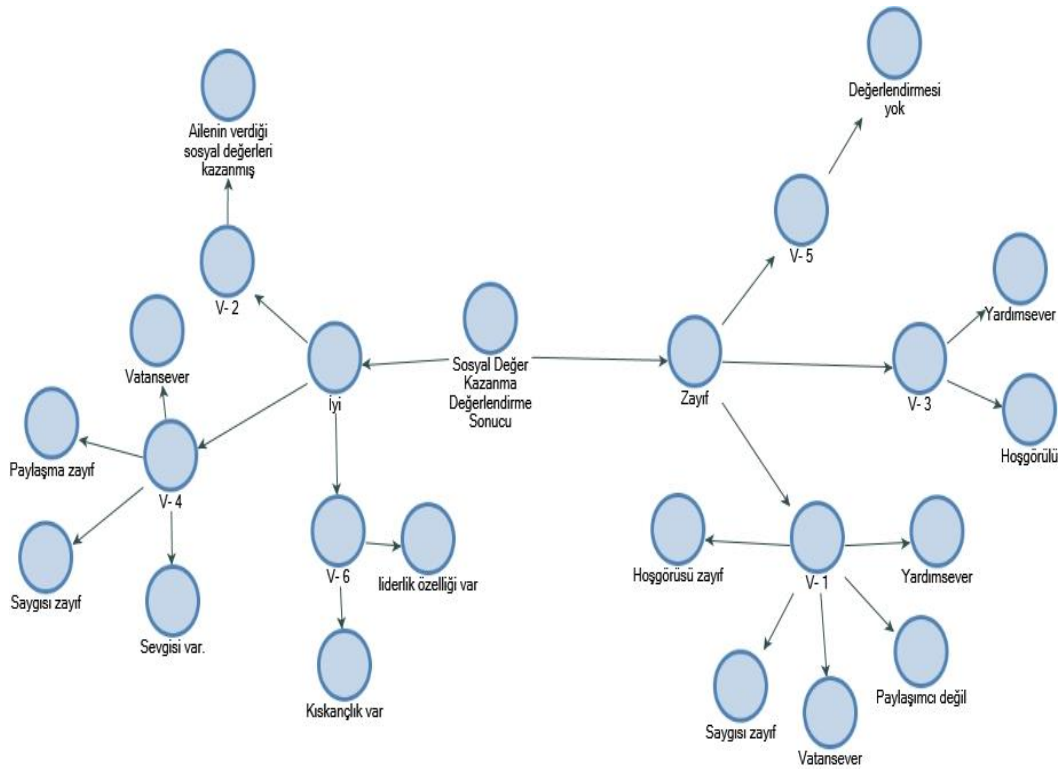 Değerlendirmesi
yok
Ailenin verdiği
sosyal değerleri
kazanmış
V- 5
V- 2
Yardımsever
Vatansever
Sosyal Değer
Kazanma
Değerlendirme
Sonucu
İyi
Zayıf
V- 3
Hoşgörülü
Paylaşma zayıf
V- 4
V- 6
liderlik özelliği var
Hoşgörüsü zayıf
V- 1
Yardımsever
Saygısı zayıf
Sevgisi var.
Kıskançlık var
Saygısı zayıf
Vatansever
Paylaşımcı değil